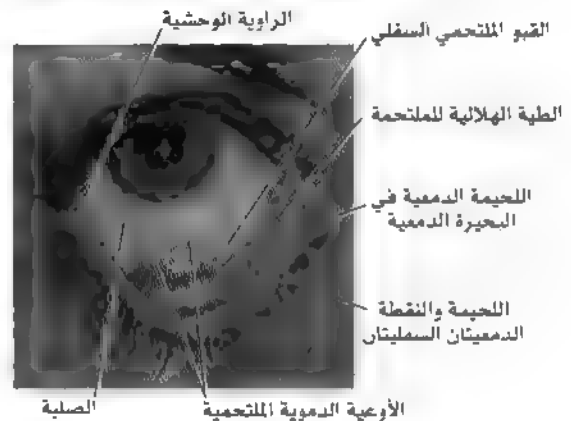 الزاوية الوحشية
القبو الملتحمي السفلي
الطية الهلالية للملتحمة
اللحيمة الدمعية في
البحيرة الدمعية
اللحيمة والنقطة
الدمعيتان السفليتان
الأوعية الدموية الملتحمية
الصلبة